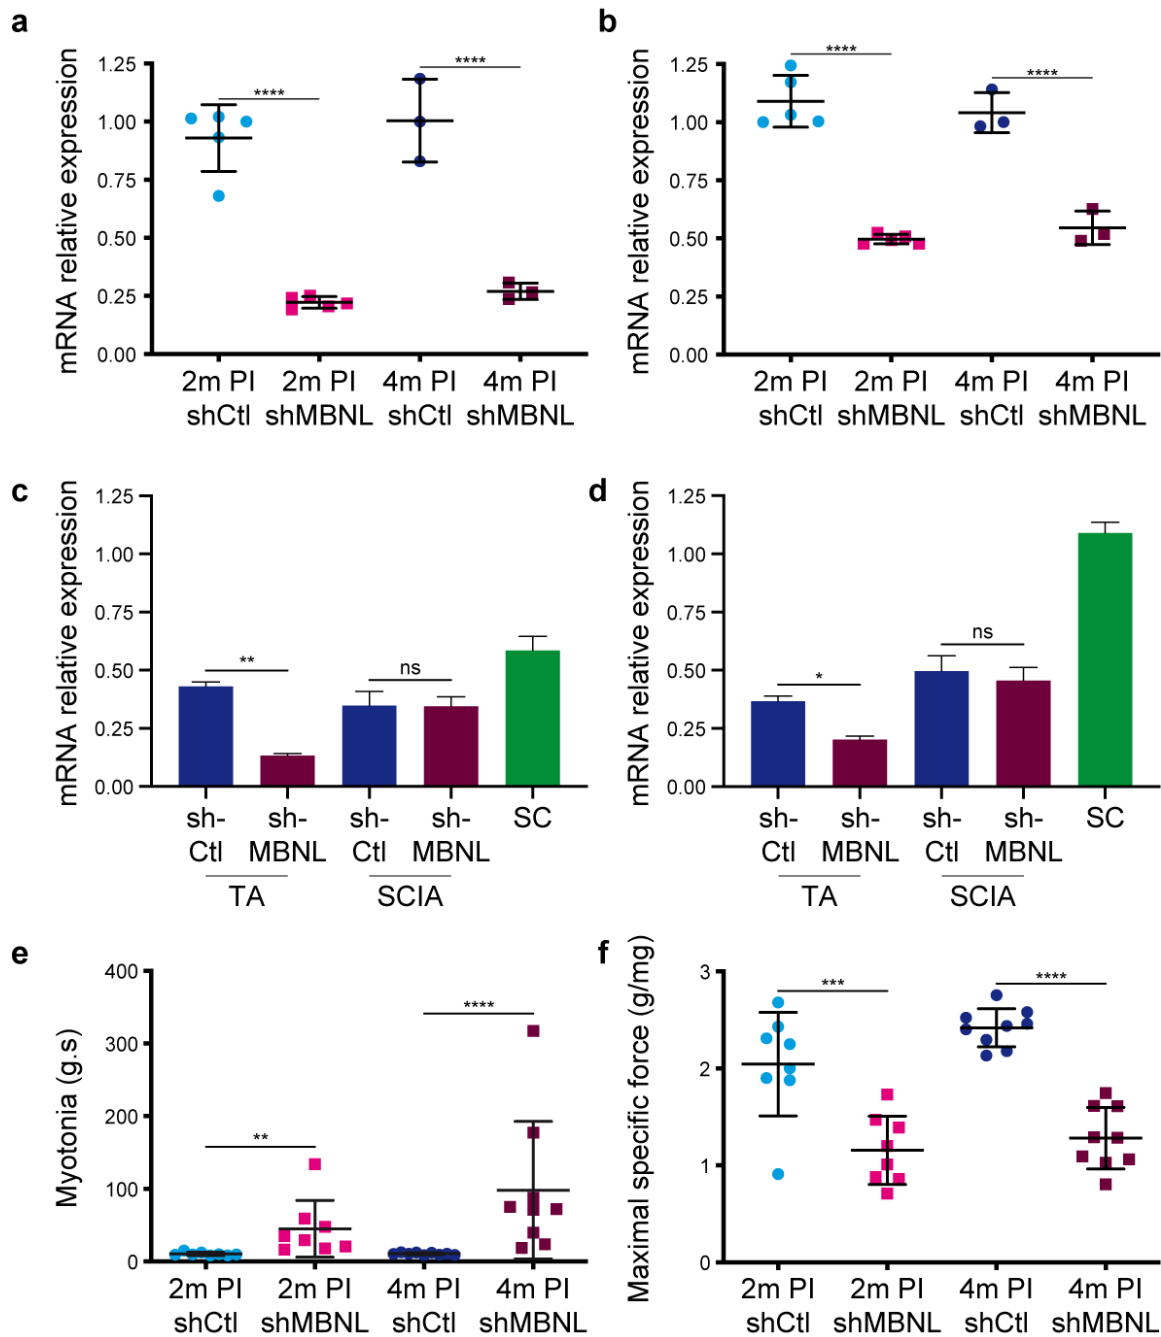 a
mRNA relative expression
1.25
1.00
0.75
0.50
0.25
0.00
****
****
2m PI shCtl
2m PI shMBNL
4m PI shCtl
4m PI shMBNL
b
mRNA relative expression
1.25
1.00
0.75
0.50
0.25
0.00
****
****
2m PI shCtl
2m PI shMBNL
4m PI shCtl
4m PI shMBNL
c
mRNA relative expression
1.25
1.00
0.75
0.50
0.25
0.00
**
ns
sh-Ctl
sh-MBNL
sh-Ctl
sh-MBNL
SC
TA
SCIA
d
mRNA relative expression
1.25
1.00
0.75
0.50
0.25
0.00
*
ns
sh-Ctl
sh-MBNL
sh-Ctl
sh-MBNL
SC
TA
SCIA
e
Myotonia (g.s)
400
300
200
100
0
**
****
2m PI shCtl
2m PI shMBNL
4m PI shCtl
4m PI shMBNL
f
Maximal specific force (g/mg)
3
2
1
0
***
****
2m PI shCtl
2m PI shMBNL
4m PI shCtl
4m PI shMBNL